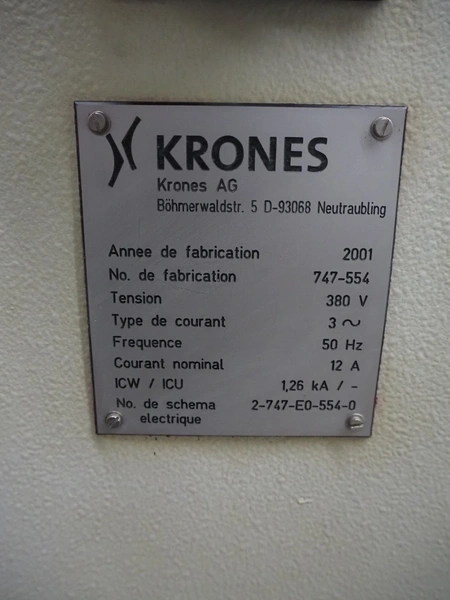 KRONES
Krones AG
Böhmerwaldstr. 5 D-93068 Neutraubling
Annee de fabrication 2001
No. de fabrication 747-554
Tension 380 V
Type de courant 3 ~
Frequence 50 Hz
Courant nominal 12 A
ICW / ICU 1,26 kA / -
No. de schema 2-747-E0-554-0
electrique